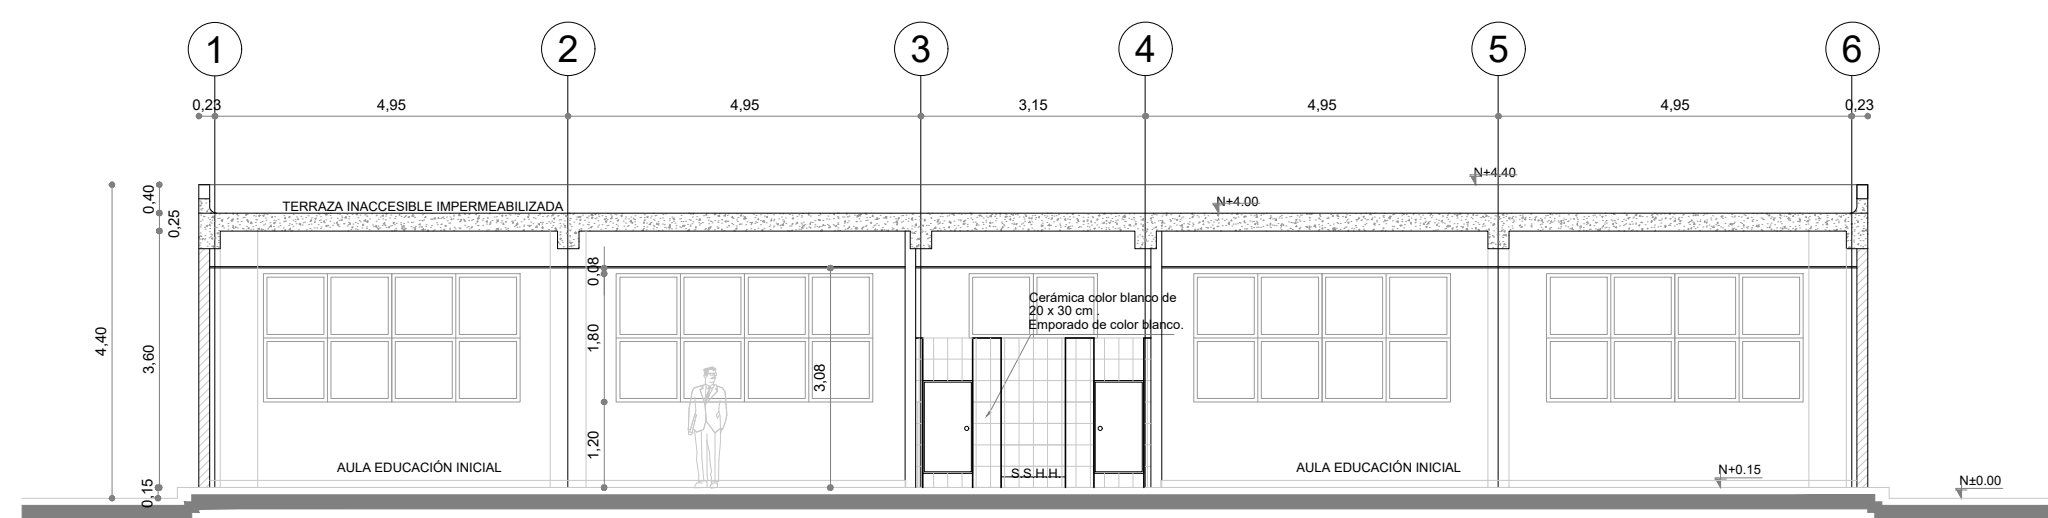 1 2 3 4 5 6
0,23 4,95 4,95 3,15 4,95 4,95 0,23
N+4.40
0,40
TERRAZA INACCESIBLE IMPERMEABILIZADA
N+4.00
0,25
0,08
Cerámica color blanco de
20 x 30 cm .
Emporado de color blanco.
4,40
3,60
1,80
3,08
1,20
AULA EDUCACIÓN INICIAL
S.S.H.H.
AULA EDUCACIÓN INICIAL
N+0.15
0,15
N±0.00